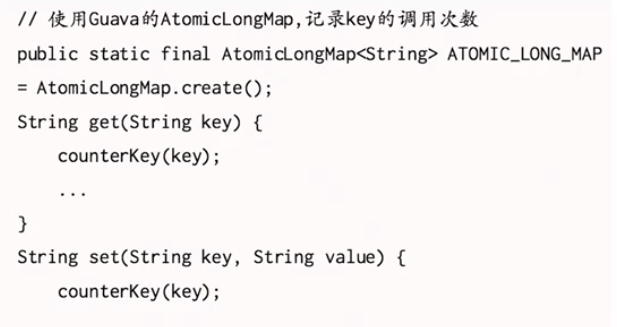 // 使用Guava的AtomicLongMap,记录key的调用次数
public static final AtomicLongMap<String> ATOMIC_LONG_MAP
= AtomicLongMap.create();
String get(String key) {
    counterKey(key);
    ...
}
String set(String key, String value) {
    counterKey(key);